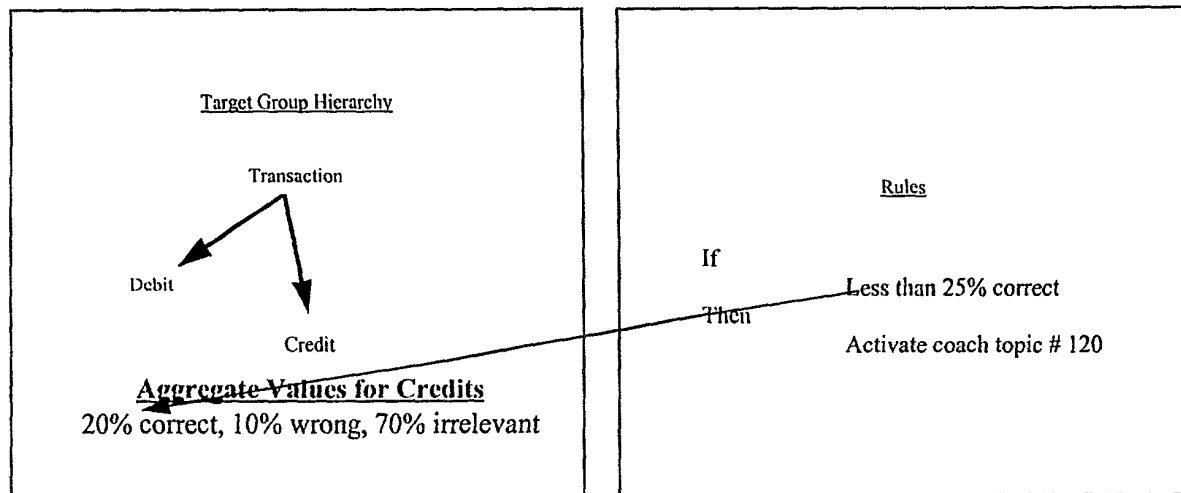 Target Group Hierarchy
Transaction
Debit
Credit
Aggregate Values for Credits
20% correct, 10% wrong, 70% irrelevant
Rules
If
Less than 25% correct
Then
Activate coach topic # 120